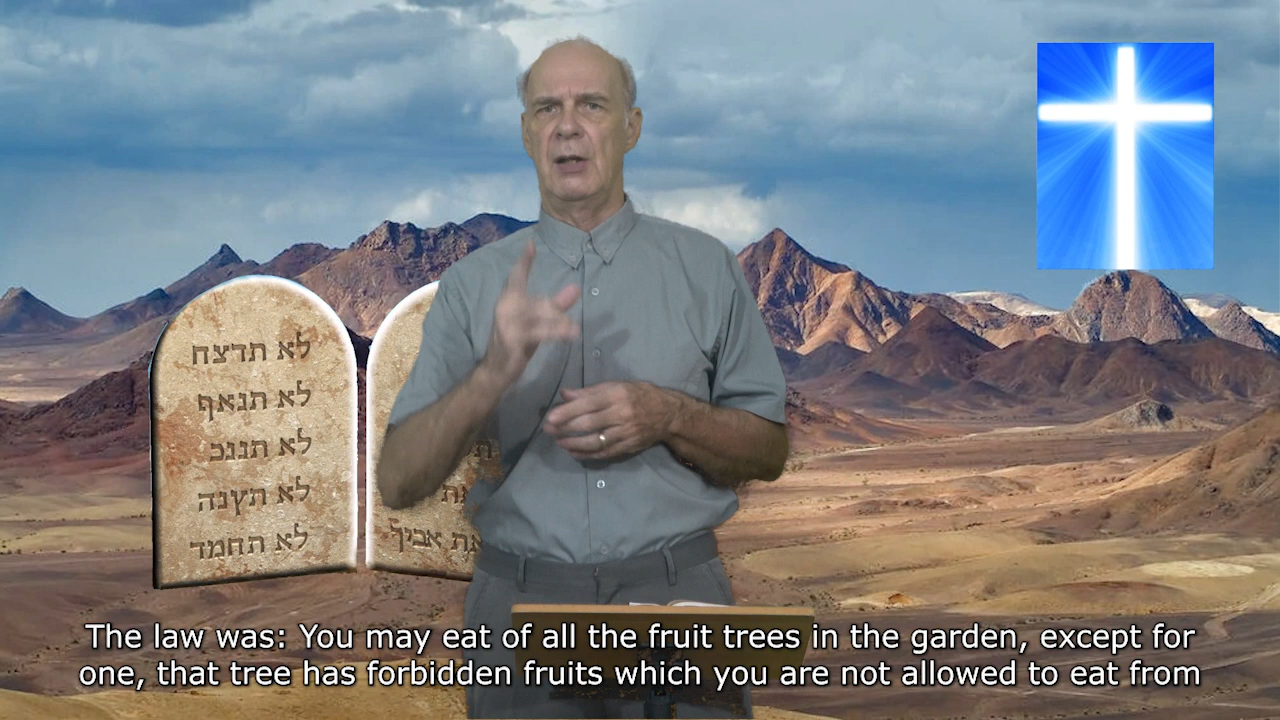 לא תרצח
לא תנאף
לא תגנב
לא תענה
לא תחמד
את אביך
The law was: You may eat of all the fruit trees in the garden, except for
one, that tree has forbidden fruits which you are not allowed to eat from